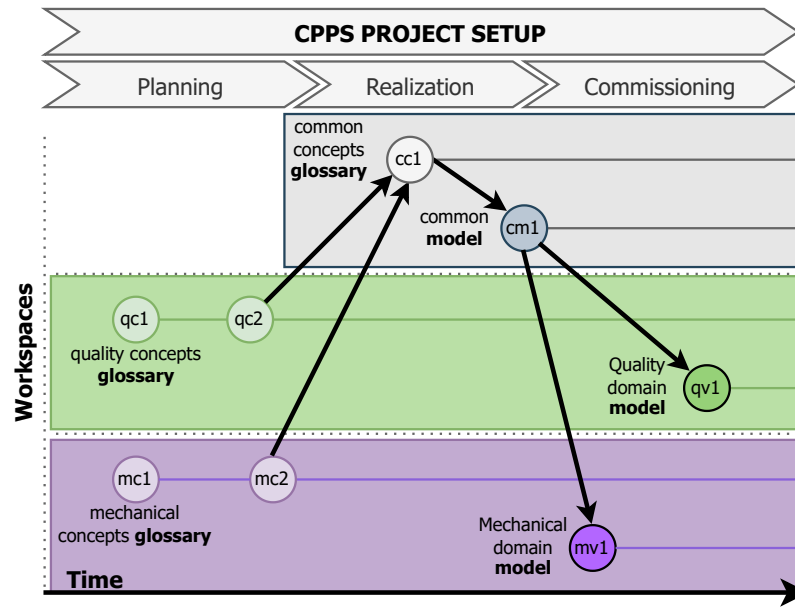 CPPS PROJECT SETUP
Planning
Realization
Commissioning
common
concepts
glossary
cc1
common
model
cm1
Workspaces
qc1
qc2
quality concepts
glossary
Quality
domain
model
qv1
mc1
mc2
mechanical
concepts glossary
Mechanical
domain
model
mv1
Time